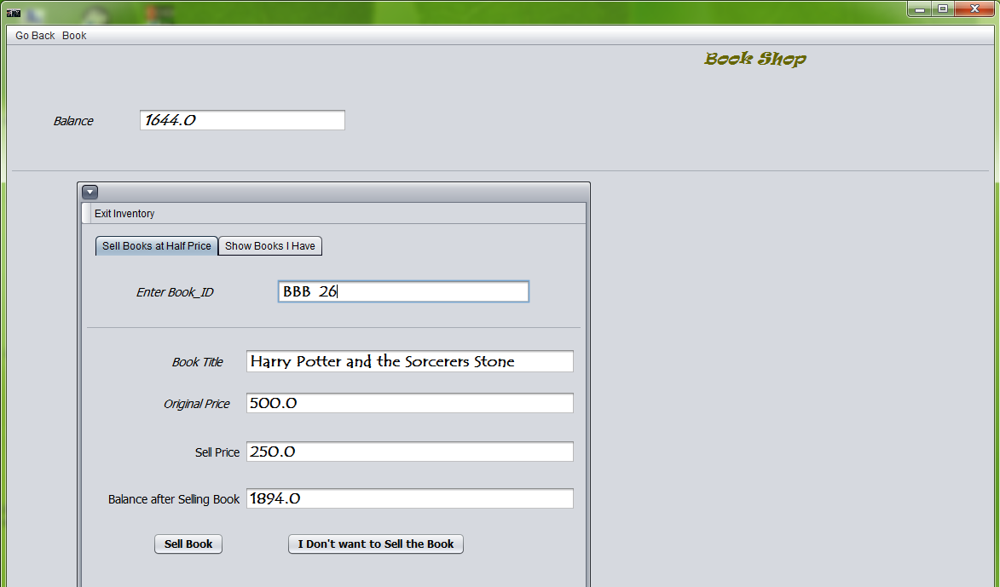 Go Back Book
Book Shop
Balance 1644.0
Exit Inventory
Sell Books at Half Price Show Books I Have
Enter Book_ID BBB 26
Book Title Harry Potter and the Sorcerers Stone
Original Price 500.0
Sell Price 250.0
Balance after Selling Book 1894.0
Sell Book I Don't want to Sell the Book